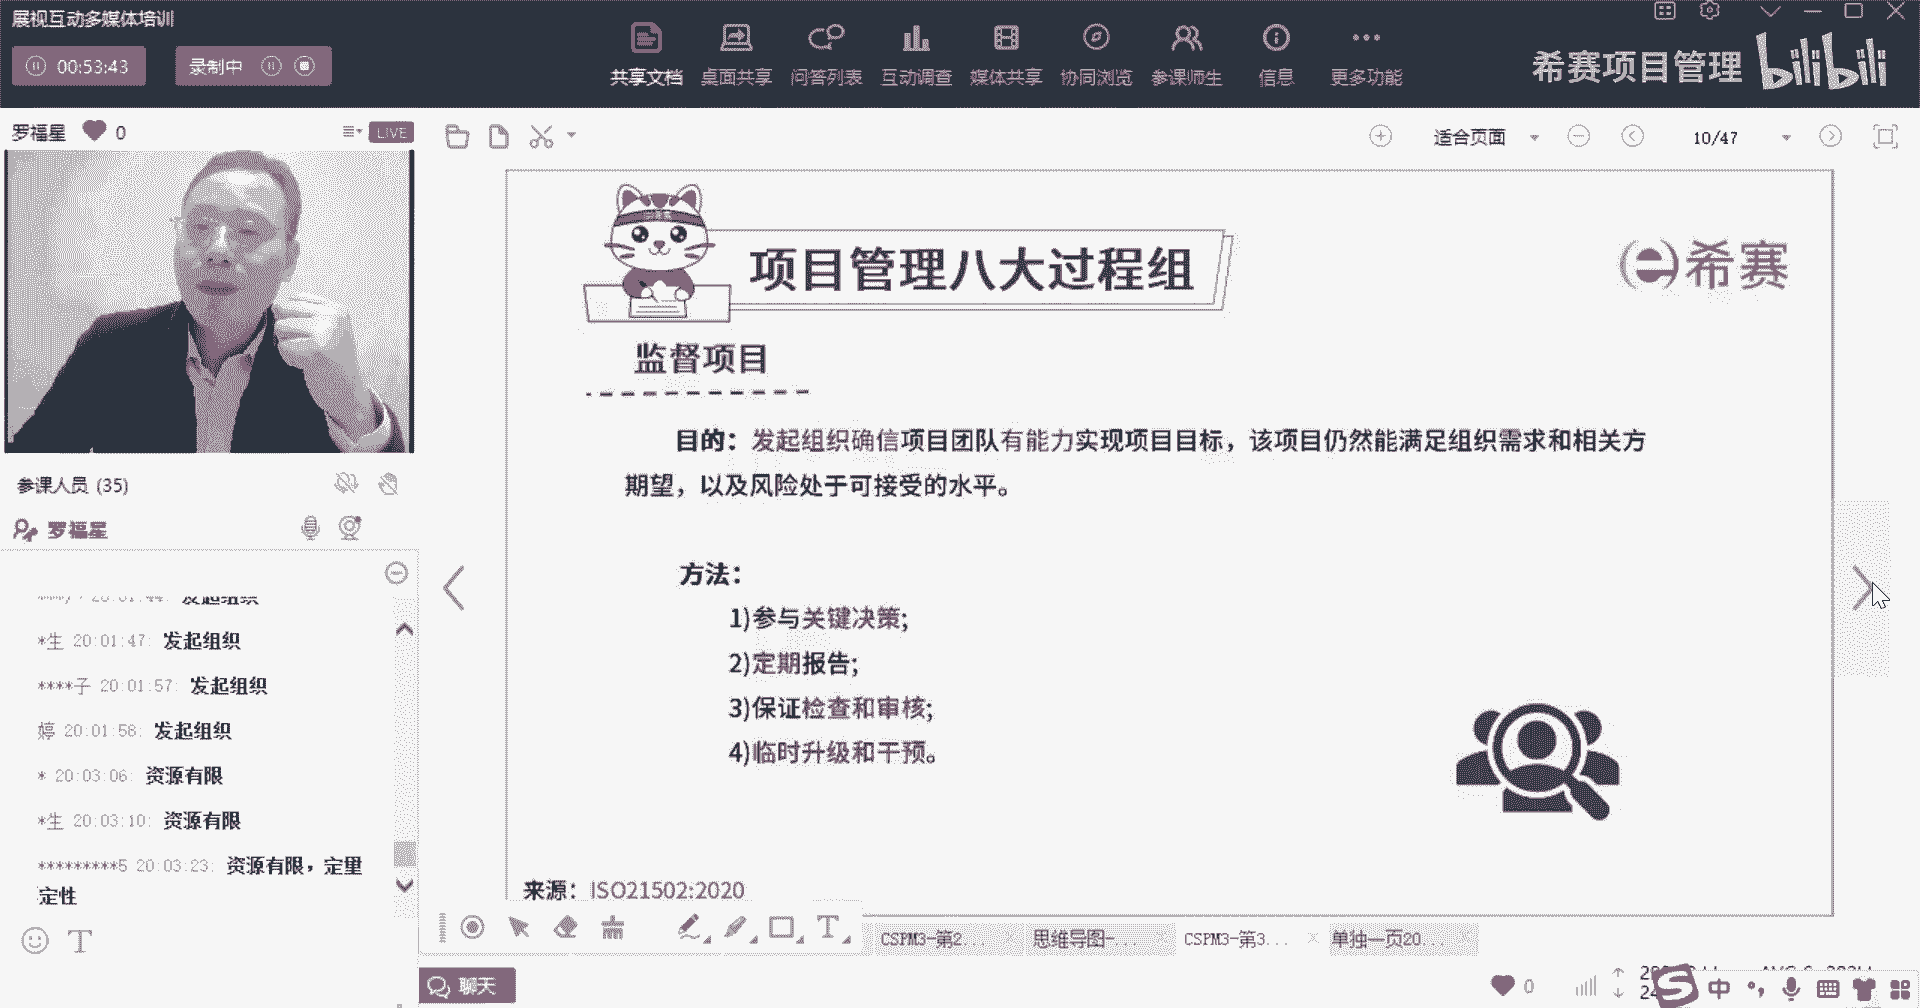 展视互动多媒体培训
00:53:43
录制中
共享文档
桌面共享
问答列表
互动调查
媒体共享
协同浏览
参课师生
信息
更多功能
希赛项目管理
bilibili
罗福星
0
LIVE
适合页面
10/47
参课人员 (35)
罗福星
发起组织
*生 20:01:47: 发起组织
****子 20:01:57: 发起组织
婷 20:01:58: 发起组织
* 20:03:06: 资源有限
*生 20:03:10: 资源有限
*********5 20:03:23: 资源有限，定量
定性
项目管理八大过程组
希赛
监督项目
目的：发起组织确信项目团队有能力实现项目目标，该项目仍然能满足组织需求和相关方
期望，以及风险处于可接受的水平。
方法：
1)参与关键决策;
2)定期报告;
3)保证检查和审核;
4)临时升级和干预。
来源：ISO21502:2020
CSPM3-第2...
思维导图-...
CSPM3-第3...
单独一页20...
聊天
0
中